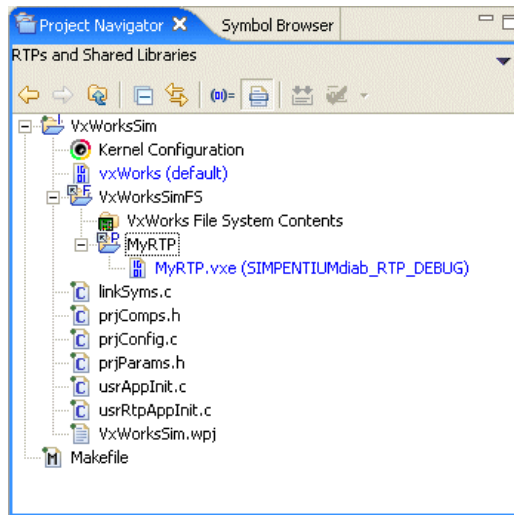 Project Navigator Symbol Browser
RTPs and Shared Libraries
VxWorksSim
Kernel Configuration
vxWorks (default)
VxWorksSimFS
VxWorks File System Contents
MyRTP
MyRTP.vxe (SIMPENTIUMdiab_RTP_DEBUG)
linkSyms.c
prjComps.h
prjConfig.c
prjParams.h
usrAppInit.c
usrRtpAppInit.c
VxWorksSim.wpj
Makefile